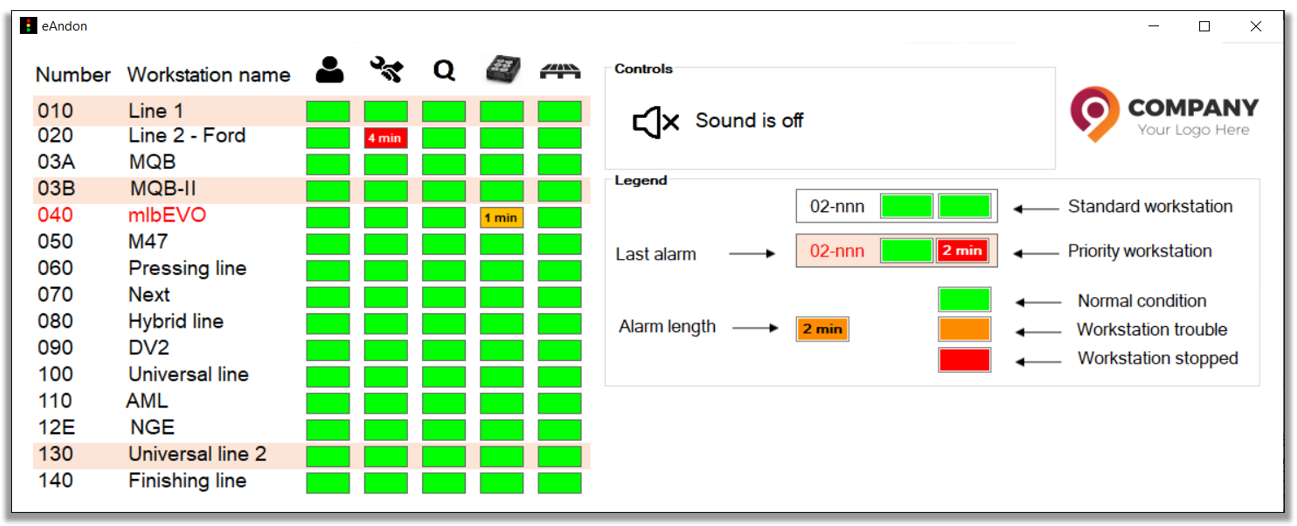 eAndon
Number Workstation name Q
010 Line 1
020 Line 2 - Ford 4 min
03A MQB
03B MQB-II
040 mlbEVO 1 min
050 M47
060 Pressing line
070 Next
080 Hybrid line
090 DV2
100 Universal line
110 AML
12E NGE
130 Universal line 2
140 Finishing line
Controls
Sound is off
COMPANY
Your Logo Here
Legend
02-nnn Standard workstation
Last alarm 02-nnn 2 min Priority workstation
Normal condition
Alarm length 2 min Workstation trouble
Workstation stopped